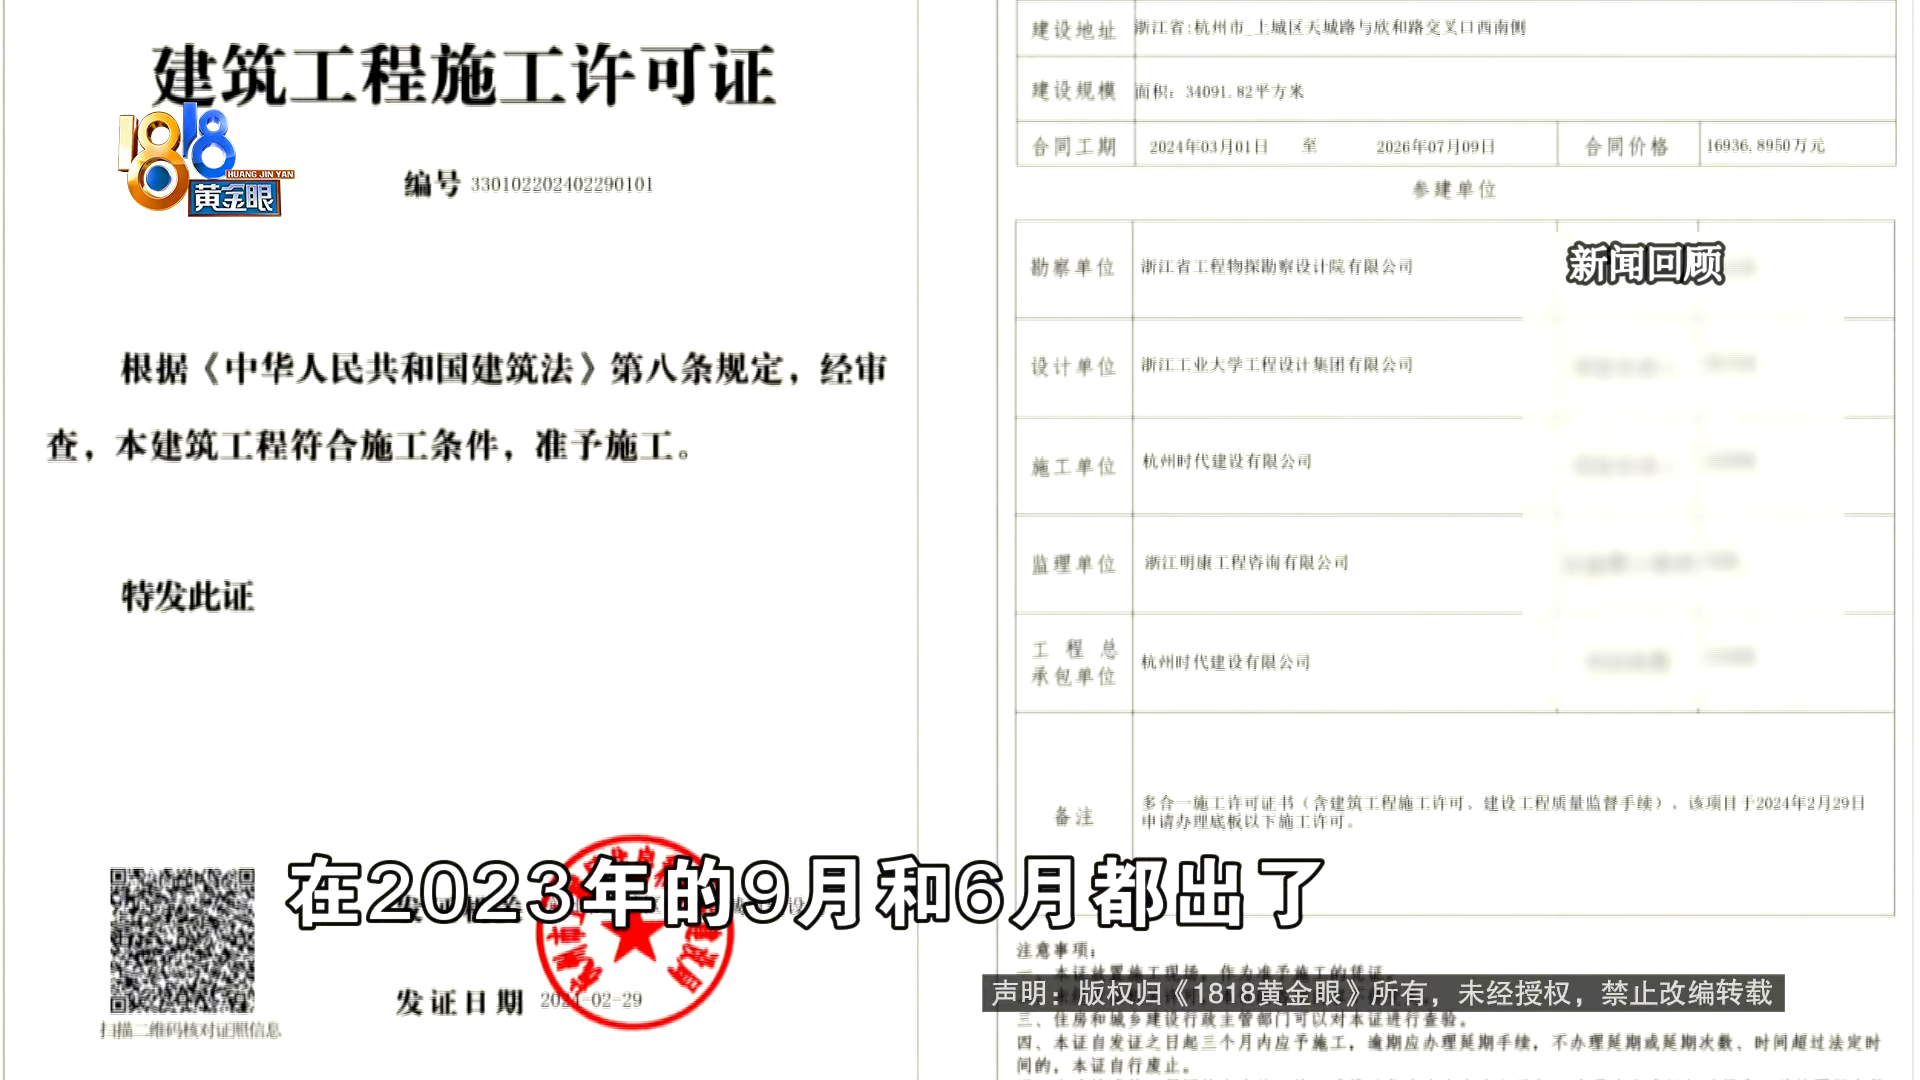 建筑工程施工许可证
1818
HUANG JIN YAN
黄金眼
编号 330102202402290101
根据《中华人民共和国建筑法》第八条规定，经审
查，本建筑工程符合施工条件，准予施工。
特发此证
发证日期 2024-02-29
扫描二维码核对证照信息
建设地址 浙江省:杭州市_上城区天城路与欣和路交叉口西南侧
建设规模 面积：34091.82平方米
合同工期 2024年03月01日 至 2026年07月09日 合同价格 16936.8950万元
参建单位
新闻回顾
勘察单位 浙江省工程物探勘察设计院有限公司
设计单位 浙江工业大学工程设计集团有限公司
施工单位 杭州时代建设有限公司
监理单位 浙江明康工程咨询有限公司
工程总
承包单位 杭州时代建设有限公司
备注 多合一施工许可证书（含建筑工程施工许可、建设工程质量监督手续），该项目于2024年2月29日
申请办理底板以下施工许可。
在2023年的9月和6月都出了
注意事项：
一、本证放置施工现场，作为准予施工的凭证。
声明：版权归《1818黄金眼》所有，未经授权，禁止改编转载
三、住房和城乡建设行政主管部门可以对本证进行查验。
四、本证自发证之日起三个月内应予施工，逾期应办理延期手续，不办理延期或延期次数、时间超过法定时
间的，本证自行废止。